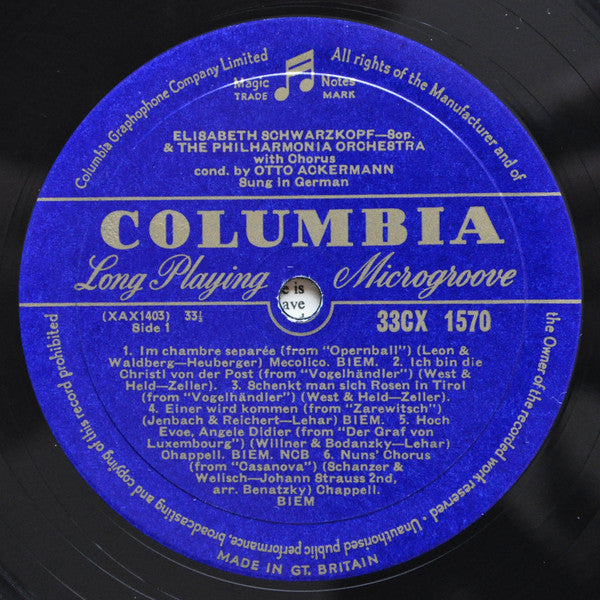 Columbia Graphophone Company Limited
All rights of the Manufacturer and of
the Owner of the recorded work reserved · Unauthorised public performance, broadcasting and copying of this record prohibited
Magic Notes
TRADE MARK
ELISABETH SCHWARZKOPF—Sop.
& THE PHILHARMONIA ORCHESTRA
with Chorus
cond. by OTTO ACKERMANN
Sung in German
COLUMBIA
Long Playing Microgroove
e is
ave
(XAX1403) 33⅓
Side 1
33CX 1570
1. Im chambre separée (from "Opernball") (Leon &
Waldberg—Heuberger) Mecolico. BIEM. 2. Ich bin die
Christl von der Post (from "Vogelhändler") (West &
Held—Zeller). 3. Schenkt man sich Rosen in Tirol
(from "Vogelhändler") (West & Held—Zeller).
4. Einer wird kommen (from "Zarewitsch")
(Jenbach & Reichert—Lehar) BIEM. 5. Hoch
Evoe, Angele Didier (from "Der Graf von
Luxembourg") (Willner & Bodanzky—Lehar)
Chappell. BIEM. NCB 6. Nuns' Chorus
(from "Casanova") (Schanzer &
Welisch—Johann Strauss 2nd,
arr. Benatzky) Chappell.
BIEM
MADE IN GT. BRITAIN